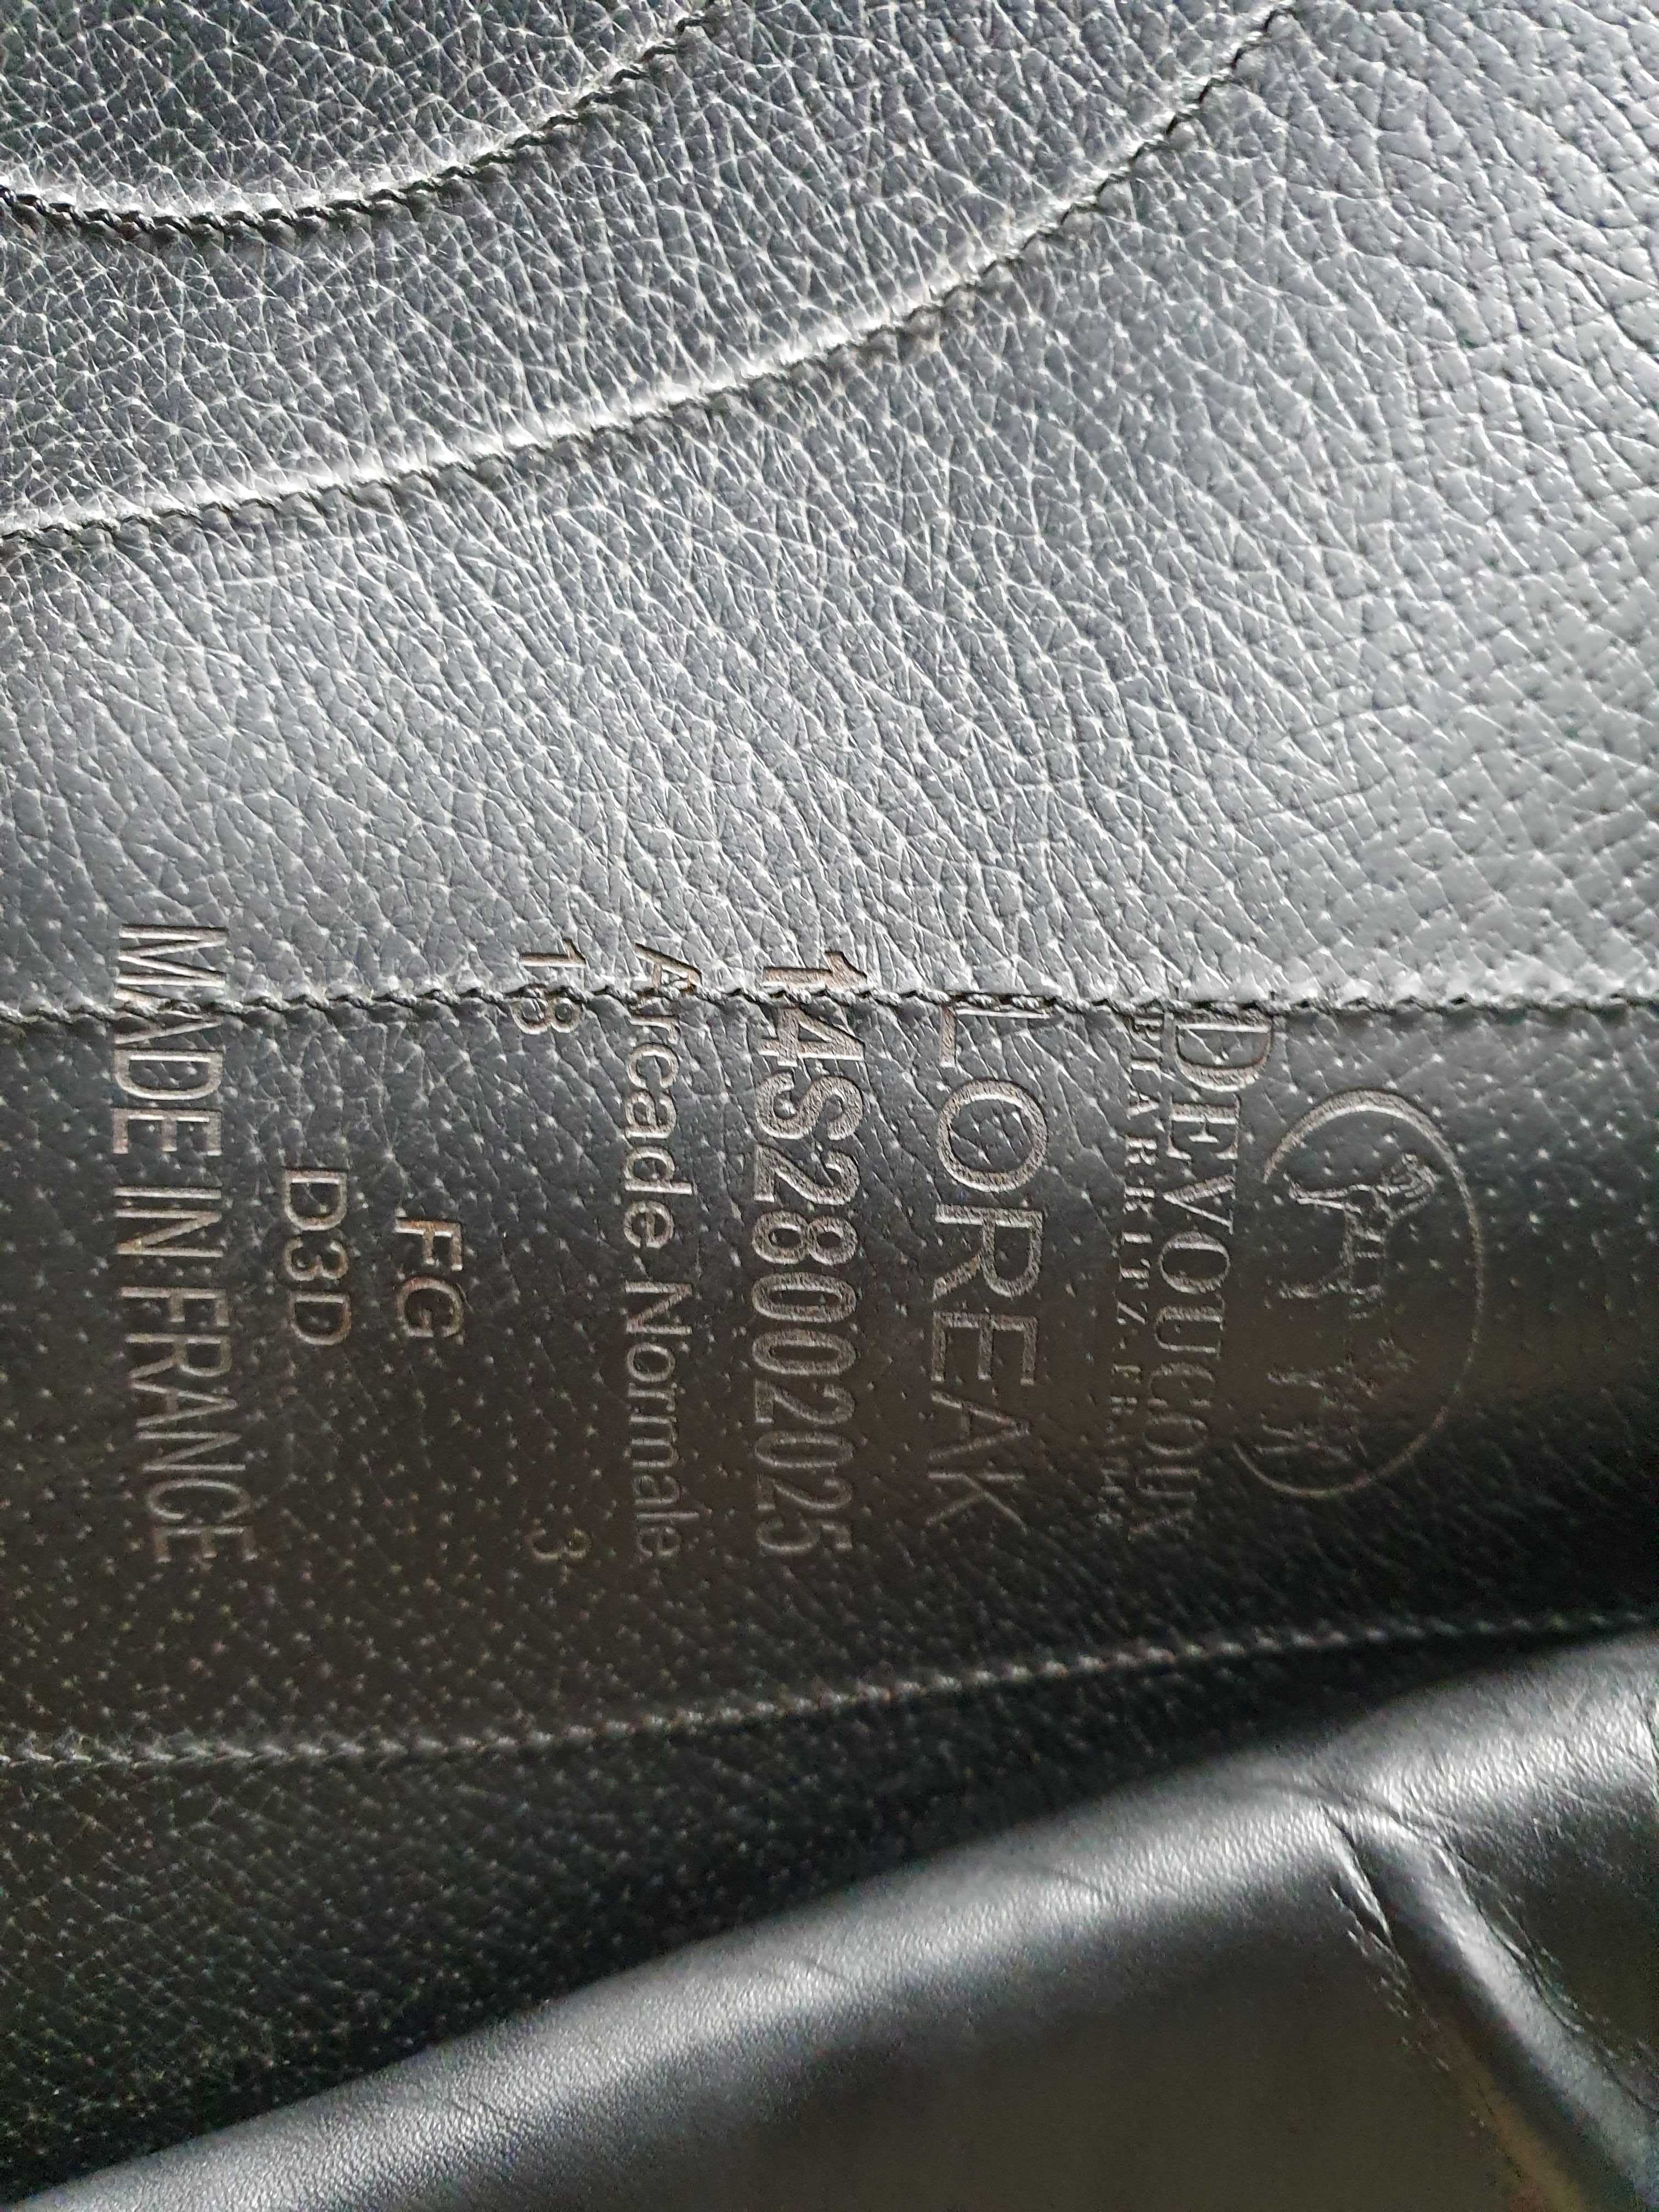 DEVOUCOUX
BIARRITZ.FRANCE
LOREAK
14S28002025
Arcade Normale
18 3
FG
D3D
MADE IN FRANCE